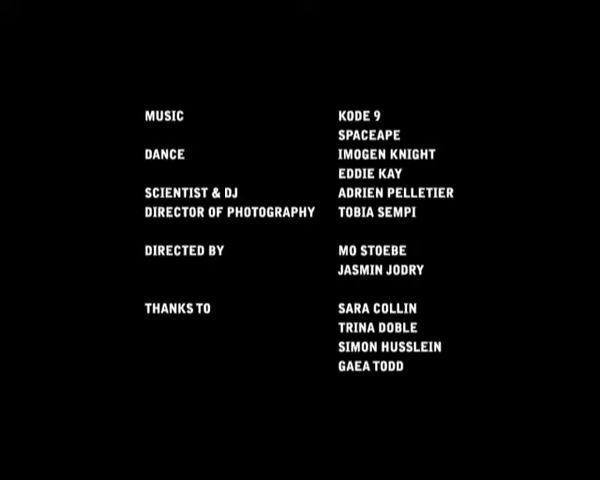 MUSIC KODE 9
SPACEAPE
DANCE IMOGEN KNIGHT
EDDIE KAY
SCIENTIST & DJ ADRIEN PELLETIER
DIRECTOR OF PHOTOGRAPHY TOBIA SEMPI
DIRECTED BY MO STOEBE
JASMIN JODRY
THANKS TO SARA COLLIN
TRINA DOBLE
SIMON HUSSLEIN
GAEA TODD